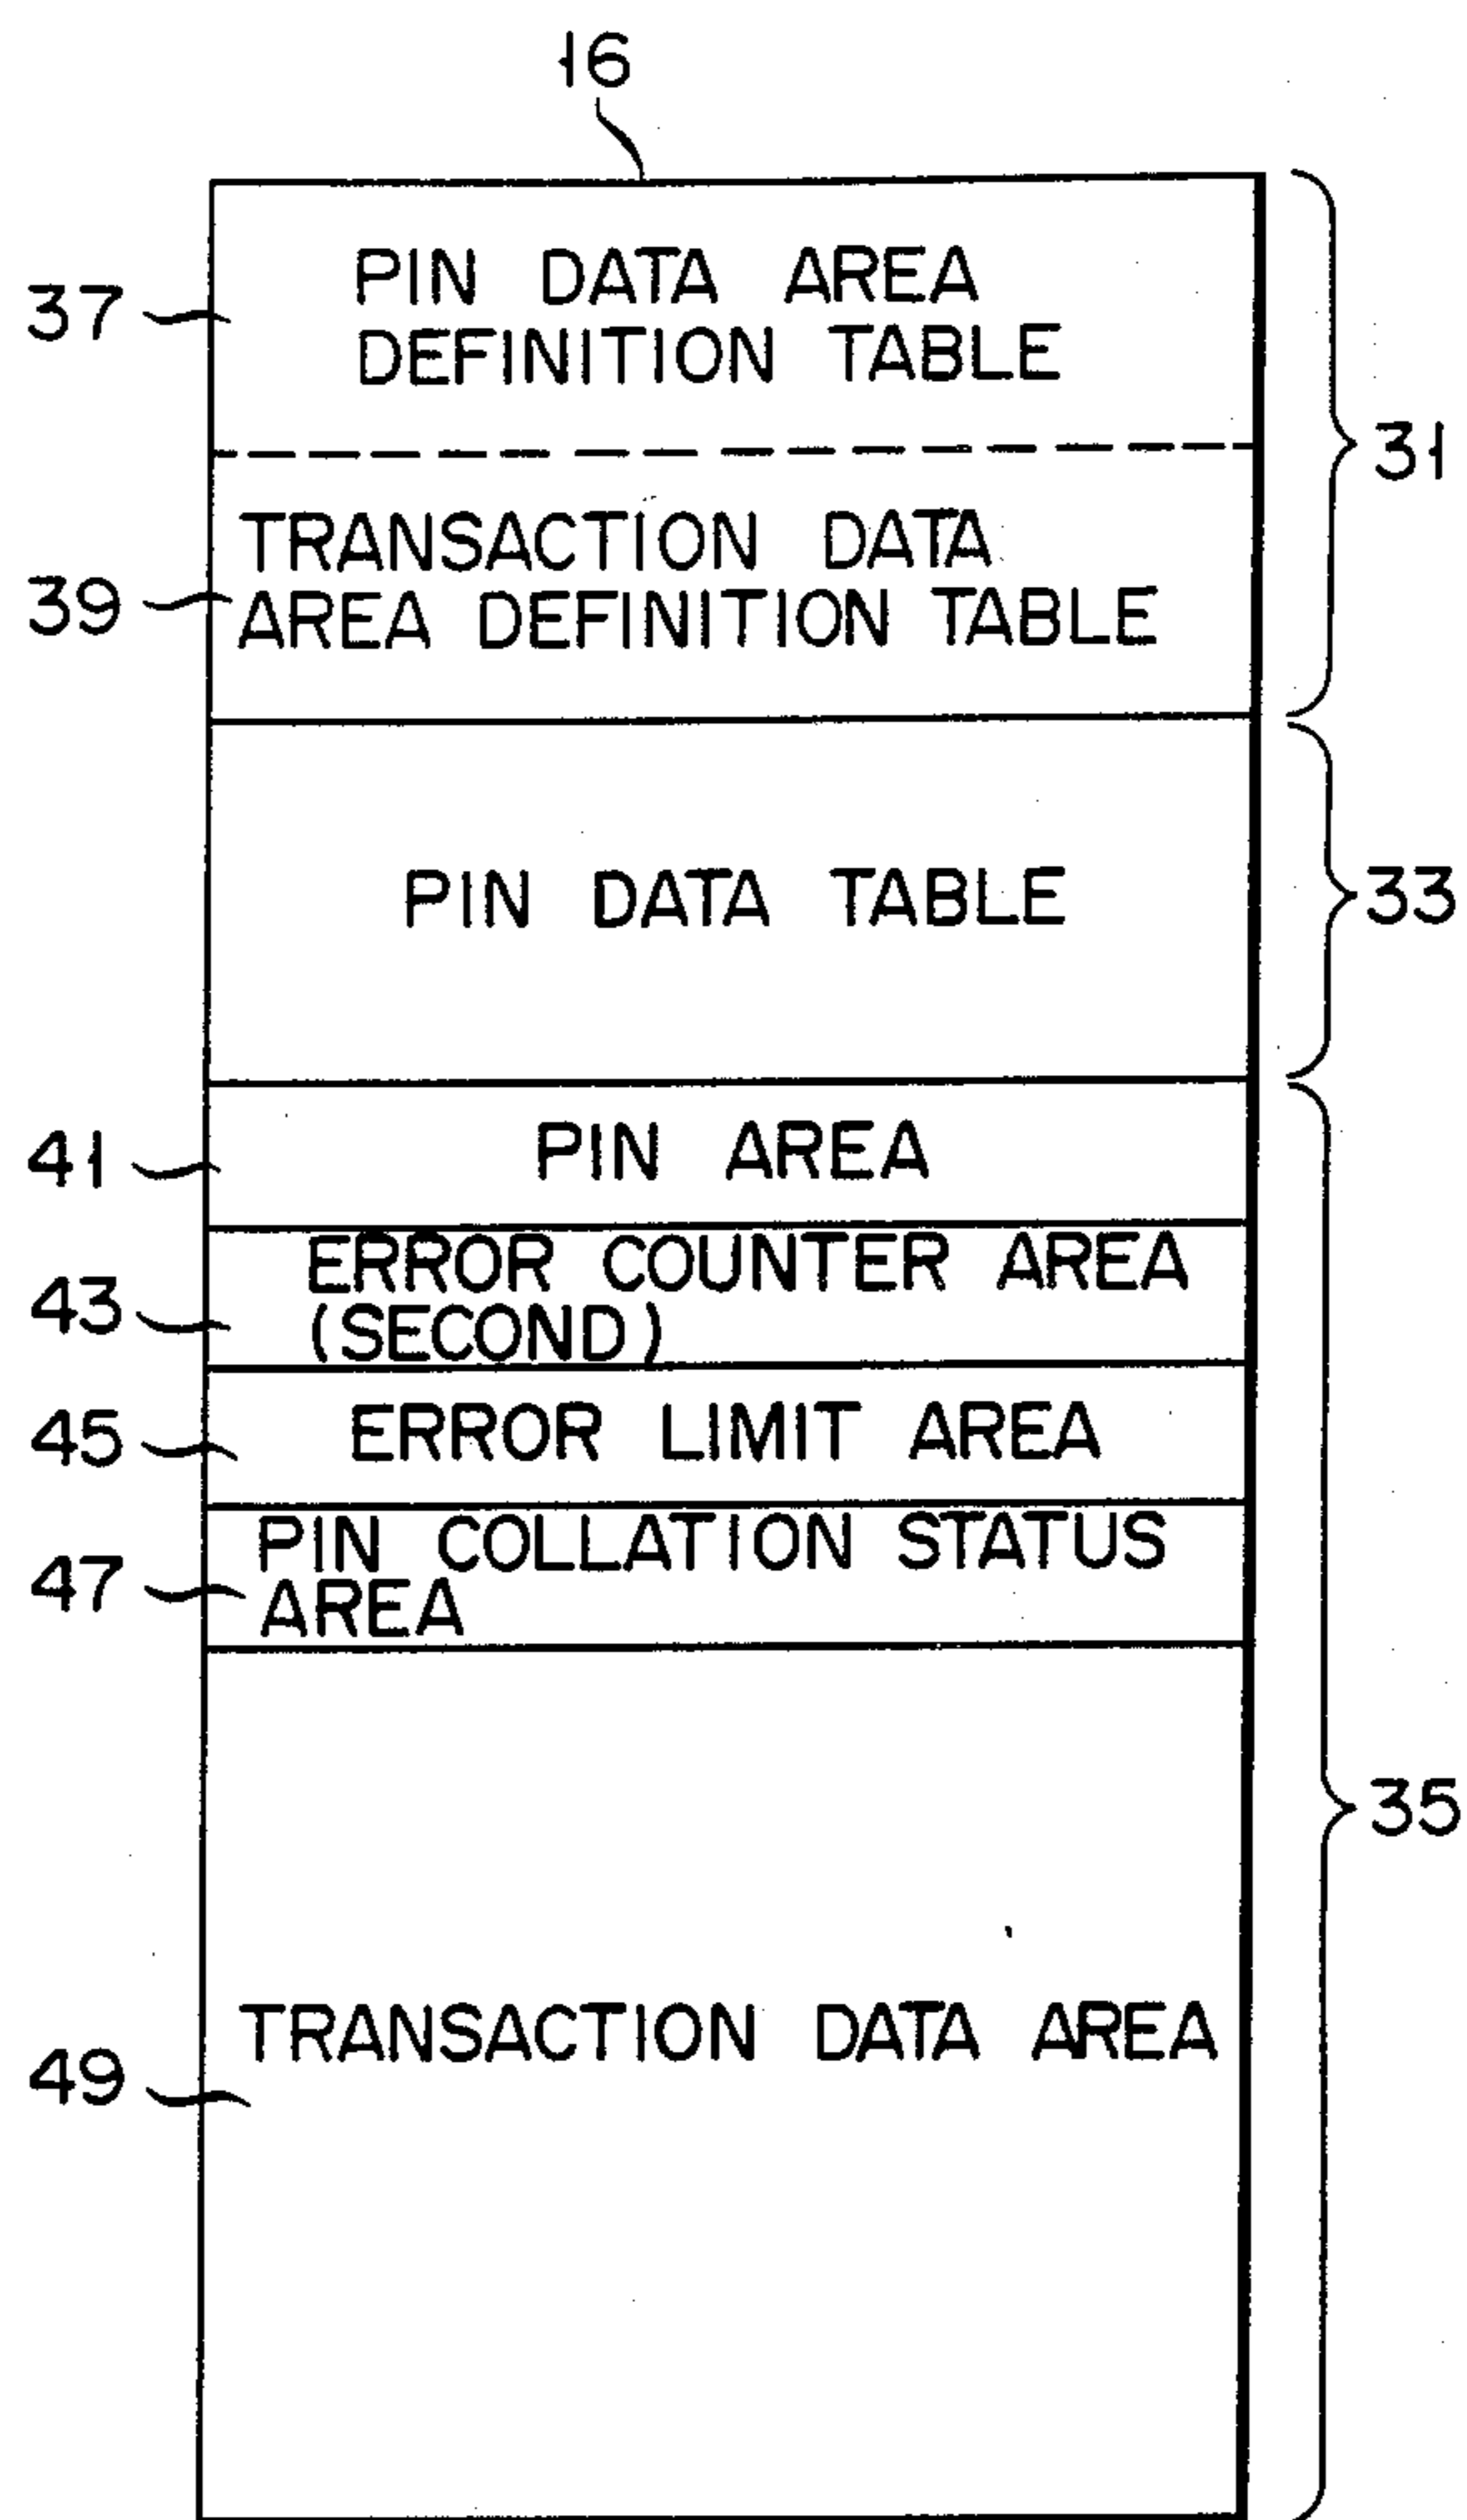 16
37
PIN DATA AREA
DEFINITION TABLE
31
39
TRANSACTION DATA
AREA DEFINITION TABLE
PIN DATA TABLE
33
41
PIN AREA
43
ERROR COUNTER AREA
(SECOND)
45
ERROR LIMIT AREA
47
PIN COLLATION STATUS
AREA
35
49
TRANSACTION DATA AREA